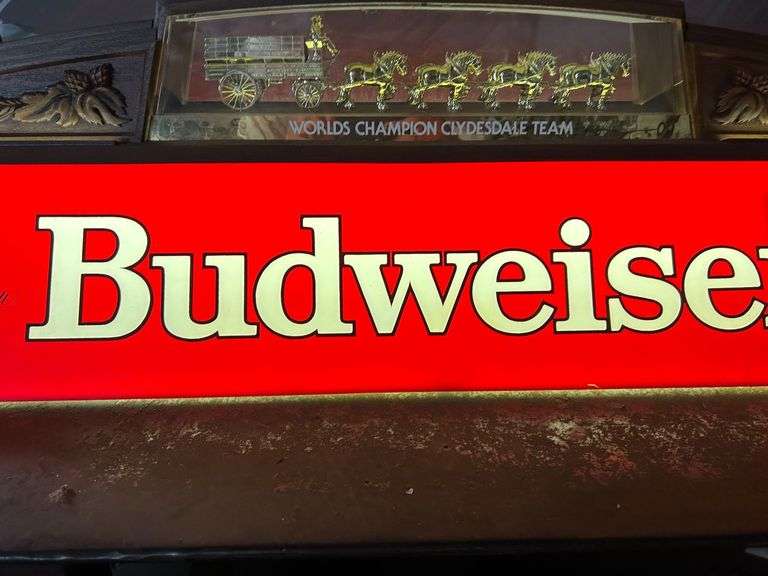 WORLDS CHAMPION CLYDESDALE TEAM
Budweiser